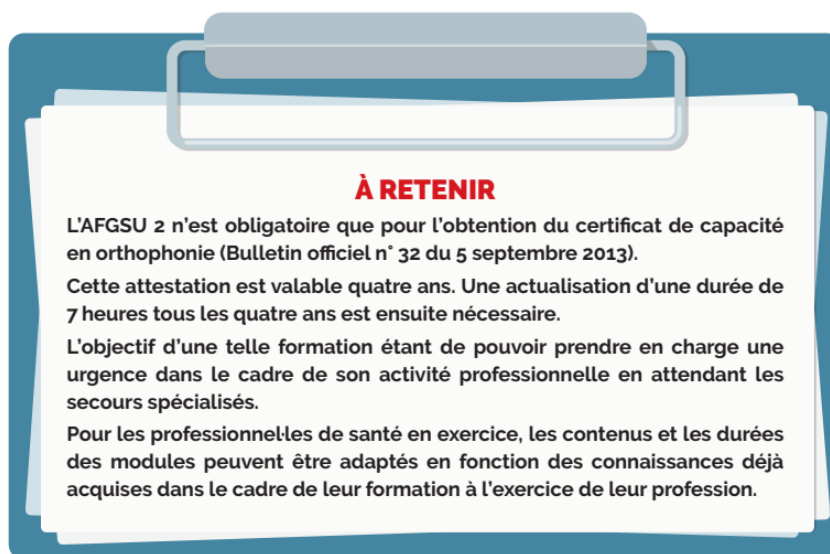 À RETENIR
L'AFGSU 2 n'est obligatoire que pour l'obtention du certificat de capacité
en orthophonie (Bulletin officiel n° 32 du 5 septembre 2013).
Cette attestation est valable quatre ans. Une actualisation d'une durée de
7 heures tous les quatre ans est ensuite nécessaire.
L'objectif d'une telle formation étant de pouvoir prendre en charge une
urgence dans le cadre de son activité professionnelle en attendant les
secours spécialisés.
Pour les professionnel·les de santé en exercice, les contenus et les durées
des modules peuvent être adaptés en fonction des connaissances déjà
acquises dans le cadre de leur formation à l'exercice de leur profession.